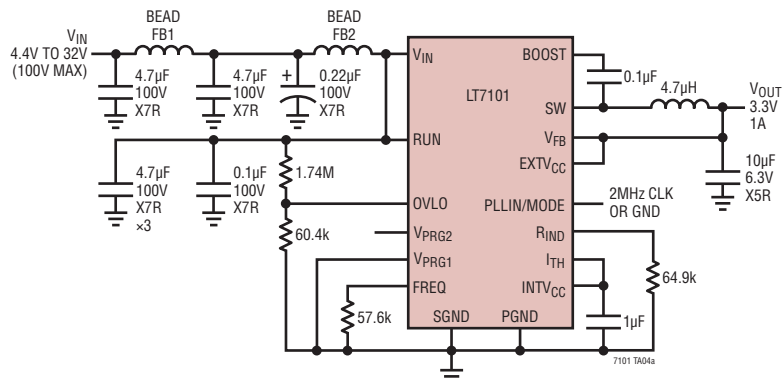 BEAD
FB1
BEAD
FB2
VIN
4.4V TO 32V
(100V MAX)
4.7µF
100V
X7R
4.7µF
100V
X7R
+
0.22µF
100V
X7R
4.7µF
100V
X7R
×3
0.1µF
100V
X7R
1.74M
60.4k
57.6k
VIN
RUN
OVLO
VPRG2
VPRG1
FREQ
LT7101
SGND
PGND
BOOST
SW
VFB
EXTVCC
PLLIN/MODE
RIND
ITH
INTVCC
0.1µF
4.7µH
VOUT
3.3V
1A
10µF
6.3V
X5R
2MHz CLK
OR GND
64.9k
1µF
7101 TA04a